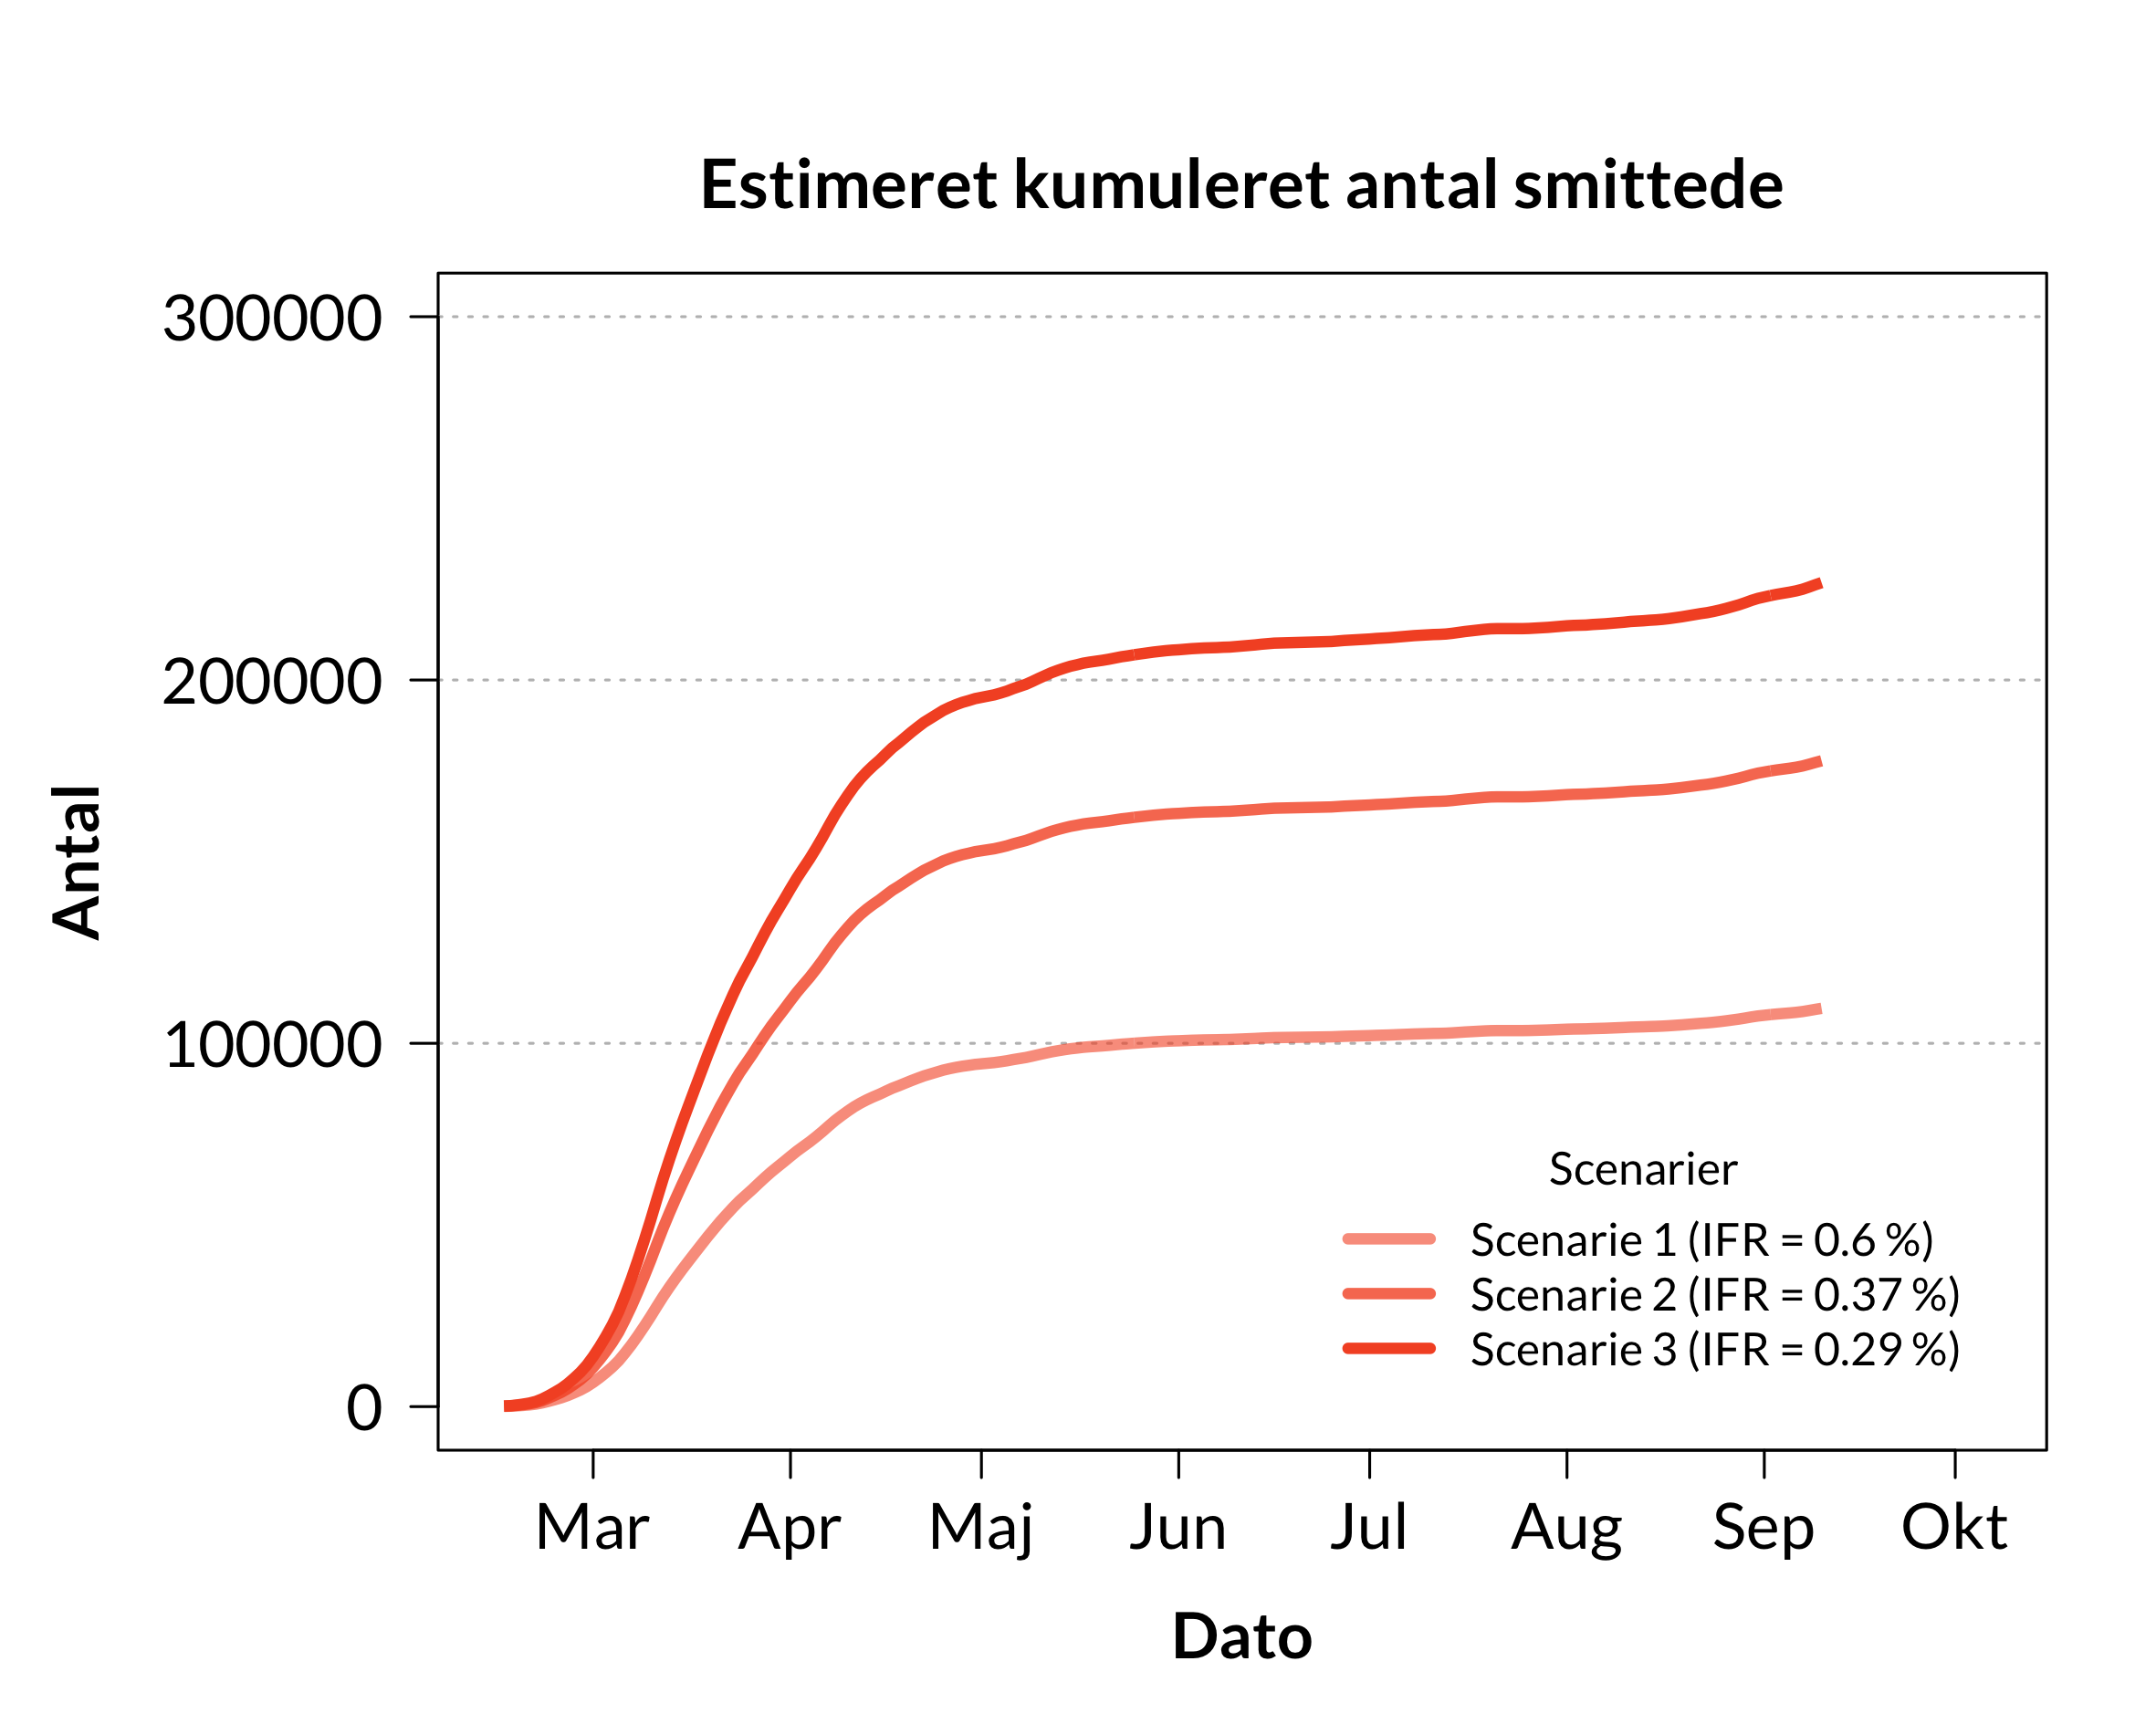 Estimeret kumuleret antal smittede
300000
200000
100000
0
Antal
Scenarier
Scenarie 1 (IFR = 0.6 %)
Scenarie 2 (IFR = 0.37 %)
Scenarie 3 (IFR = 0.29 %)
Mar Apr Maj Jun Jul Aug Sep Okt
Dato